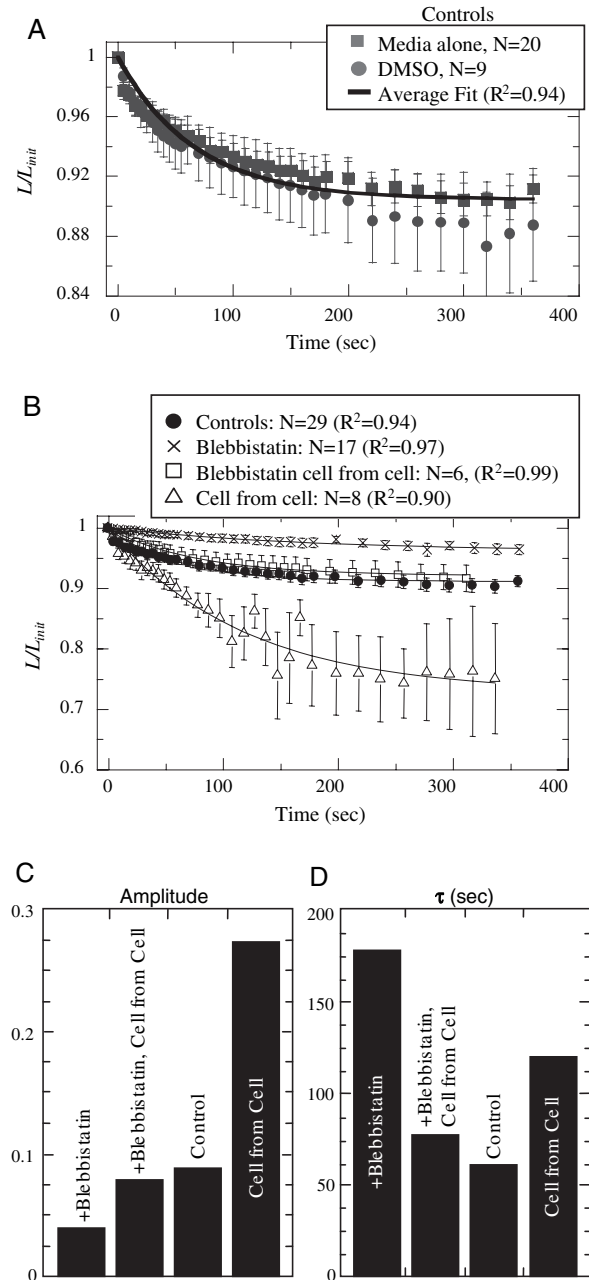 A
Controls
Media alone, N=20
DMSO, N=9
Average Fit (R²=0.94)
1
0.96
0.92
0.88
0.84
L/Linit
0 100 200 300 400
Time (sec)
B
Controls: N=29 (R²=0.94)
Blebbistatin: N=17 (R²=0.97)
Blebbistatin cell from cell: N=6, (R²=0.99)
Cell from cell: N=8 (R²=0.90)
1
0.9
0.8
0.7
0.6
L/Linit
0 100 200 300 400
Time (sec)
C
Amplitude
0.3
0.2
0.1
0
+Blebbistatin
+Blebbistatin, Cell from Cell
Control
Cell from Cell
D
τ (sec)
200
150
100
50
0
+Blebbistatin
+Blebbistatin,
Cell from Cell
Control
Cell from Cell